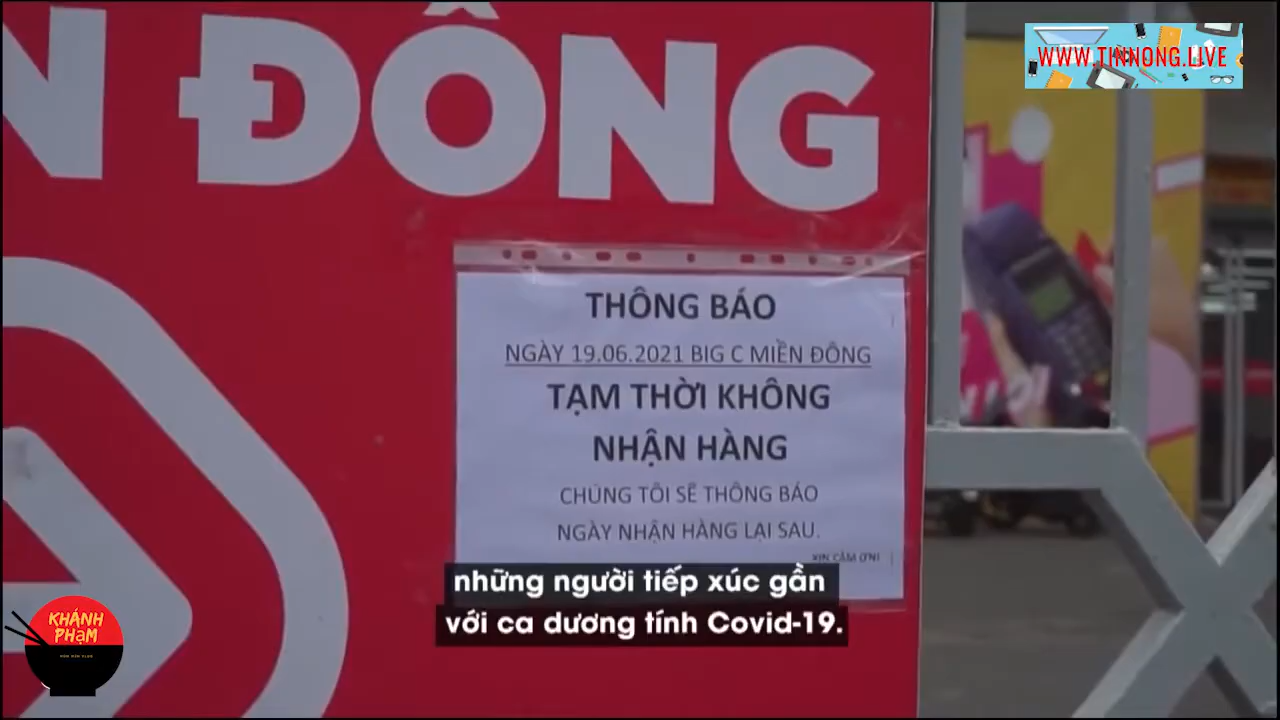 N ĐÔNG
WWW.TINNONG.LIVE
THÔNG BÁO
NGÀY 19.06.2021 BIG C MIỀN ĐÔNG
TẠM THỜI KHÔNG
NHẬN HÀNG
CHÚNG TÔI SẼ THÔNG BÁO
NGÀY NHẬN HÀNG LẠI SAU.
XIN CẢM ƠN!
những người tiếp xúc gần
với ca dương tính Covid-19.
KHÁNH
PHẠM